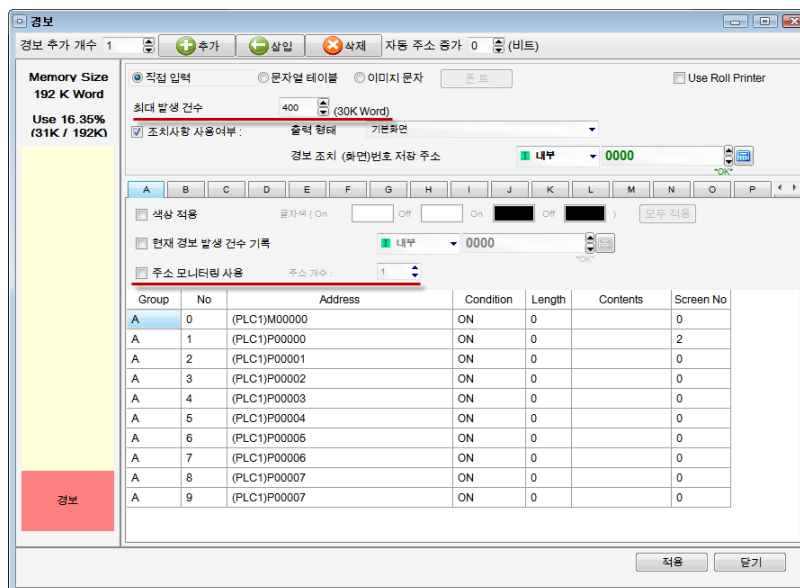 경보
경보 추가 개수 1 추가 삽입 삭제 자동 주소 증가 0 (비트)
Memory Size
192 K Word
Use 16.35%
(31K / 192K)
경보
직접 입력 문자열 테이블 이미지 문자 폰 트 Use Roll Printer
최대 발생 건수 400 (30K Word)
조치사항 사용여부 : 출력 형태 기본화면
경보 조치 (화면)번호 저장 주소 I 내부 0000
*OK*
A B C D E F G H I J K L M N O P
색상 적용 글자색 ( On Off On Off ) 모두 적용
현재 경보 발생 건수 기록 I 내부 0000
*OK*
주소 모니터링 사용 주소 개수 : 1
Group No Address Condition Length Contents Screen No
A 0 (PLC1)M00000 ON 0 0
A 1 (PLC1)P00000 ON 0 2
A 2 (PLC1)P00001 ON 0 0
A 3 (PLC1)P00002 ON 0 0
A 4 (PLC1)P00003 ON 0 0
A 5 (PLC1)P00004 ON 0 0
A 6 (PLC1)P00005 ON 0 0
A 7 (PLC1)P00006 ON 0 0
A 8 (PLC1)P00007 ON 0 0
A 9 (PLC1)P00007 ON 0 0
적용 닫기